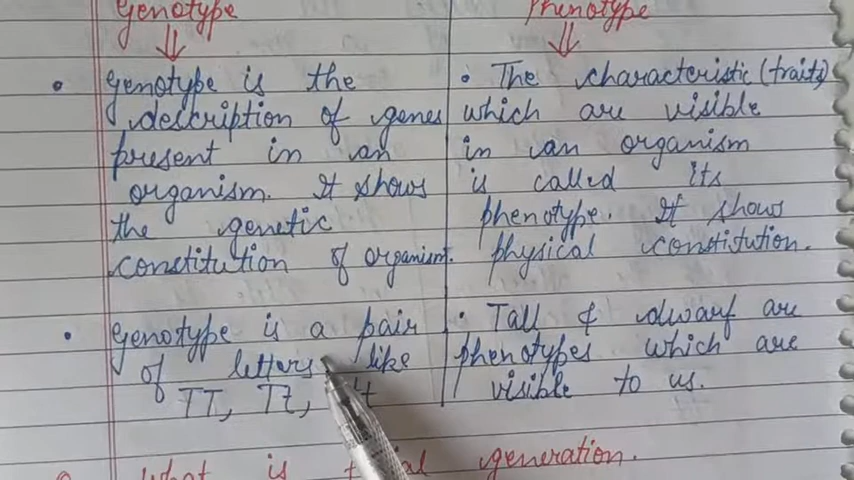 Genotype
Phenotype
• Genotype is the
description of genes
present in an
organism. It shows
the genetic
constitution of organism.
• Genotype is a pair
of letters like
TT, Tt,
• The characteristic (traits)
which are visible
in an organism
is called its
phenotype. It shows
physical constitution.
• Tall & dwarf are
phenotypes which are
visible to us.
What is generation.